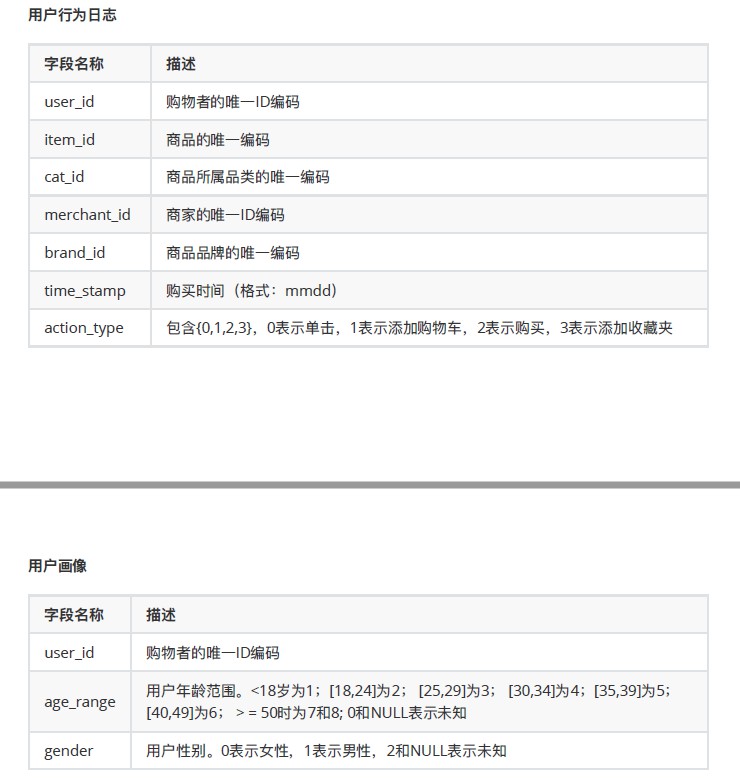 用户行为日志
字段名称 描述
user_id 购物者的唯一ID编码
item_id 商品的唯一编码
cat_id 商品所属品类的唯一编码
merchant_id 商家的唯一ID编码
brand_id 商品品牌的唯一编码
time_stamp 购买时间（格式：mmdd）
action_type 包含{0,1,2,3}，0表示单击，1表示添加购物车，2表示购买，3表示添加收藏夹
用户画像
字段名称 描述
user_id 购物者的唯一ID编码
age_range 用户年龄范围。<18岁为1；[18,24]为2； [25,29]为3； [30,34]为4；[35,39]为5；
[40,49]为6； > = 50时为7和8; 0和NULL表示未知
gender 用户性别。0表示女性，1表示男性，2和NULL表示未知